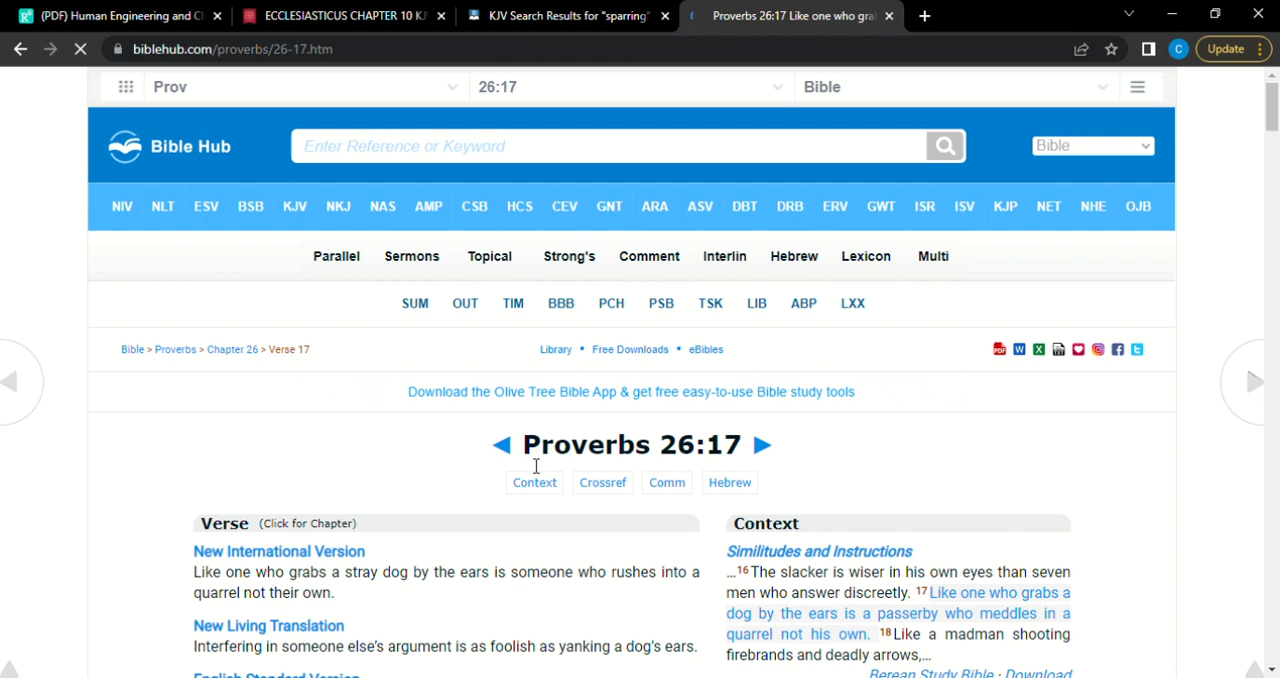 (PDF) Human Engineering and C
ECCLESIASTICUS CHAPTER 10 KJ
KJV Search Results for "sparring"
Proverbs 26:17 Like one who gra
biblehub.com/proverbs/26-17.htm
C
Update
Prov
26:17
Bible
Bible Hub
Enter Reference or Keyword
Bible
NIV NLT ESV BSB KJV NKJ NAS AMP CSB HCS CEV GNT ARA ASV DBT DRB ERV GWT ISR ISV KJP NET NHE OJB
Parallel Sermons Topical Strong's Comment Interlin Hebrew Lexicon Multi
SUM OUT TIM BBB PCH PSB TSK LIB ABP LXX
Bible > Proverbs > Chapter 26 > Verse 17
Library • Free Downloads • eBibles
Download the Olive Tree Bible App & get free easy-to-use Bible study tools
◄ Proverbs 26:17 ►
Context Crossref Comm Hebrew
Verse (Click for Chapter)
New International Version
Like one who grabs a stray dog by the ears is someone who rushes into a
quarrel not their own.
New Living Translation
Interfering in someone else's argument is as foolish as yanking a dog's ears.
English Standard Version
Context
Similitudes and Instructions
…16The slacker is wiser in his own eyes than seven
men who answer discreetly. 17Like one who grabs a
dog by the ears is a passerby who meddles in a
quarrel not his own. 18Like a madman shooting
firebrands and deadly arrows,…
Berean Study Bible · Download